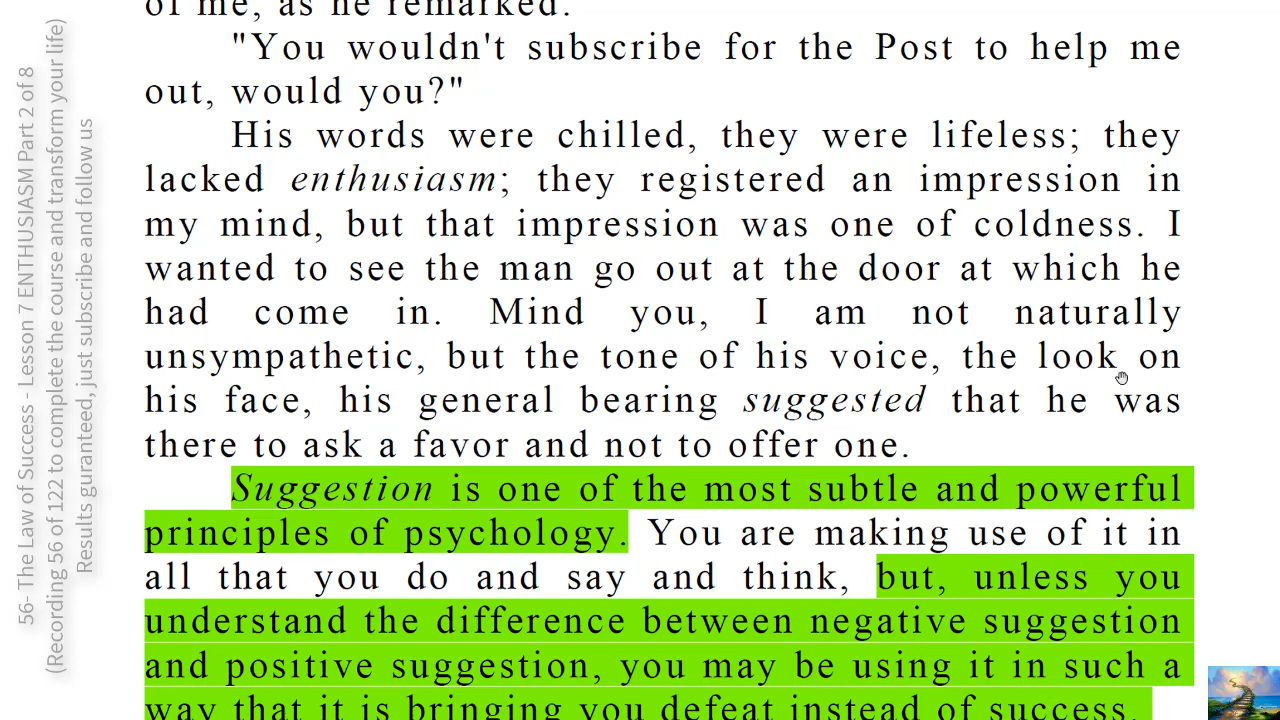 of me, as he remarked.
"You wouldn't subscribe for the Post to help me
out, would you?"
His words were chilled, they were lifeless; they
lacked enthusiasm; they registered an impression in
my mind, but that impression was one of coldness. I
wanted to see the man go out at the door at which he
had come in. Mind you, I am not naturally
unsympathetic, but the tone of his voice, the look on
his face, his general bearing suggested that he was
there to ask a favor and not to offer one.
Suggestion is one of the most subtle and powerful
principles of psychology. You are making use of it in
all that you do and say and think, but, unless you
understand the difference between negative suggestion
and positive suggestion, you may be using it in such a
way that it is bringing you defeat instead of success.
56- The Law of Success - Lesson 7 ENTHUSIASM Part 2 of 8
(Recording 56 of 122 to complete the course and transform your life)
Results guranteed, just subscribe and follow us